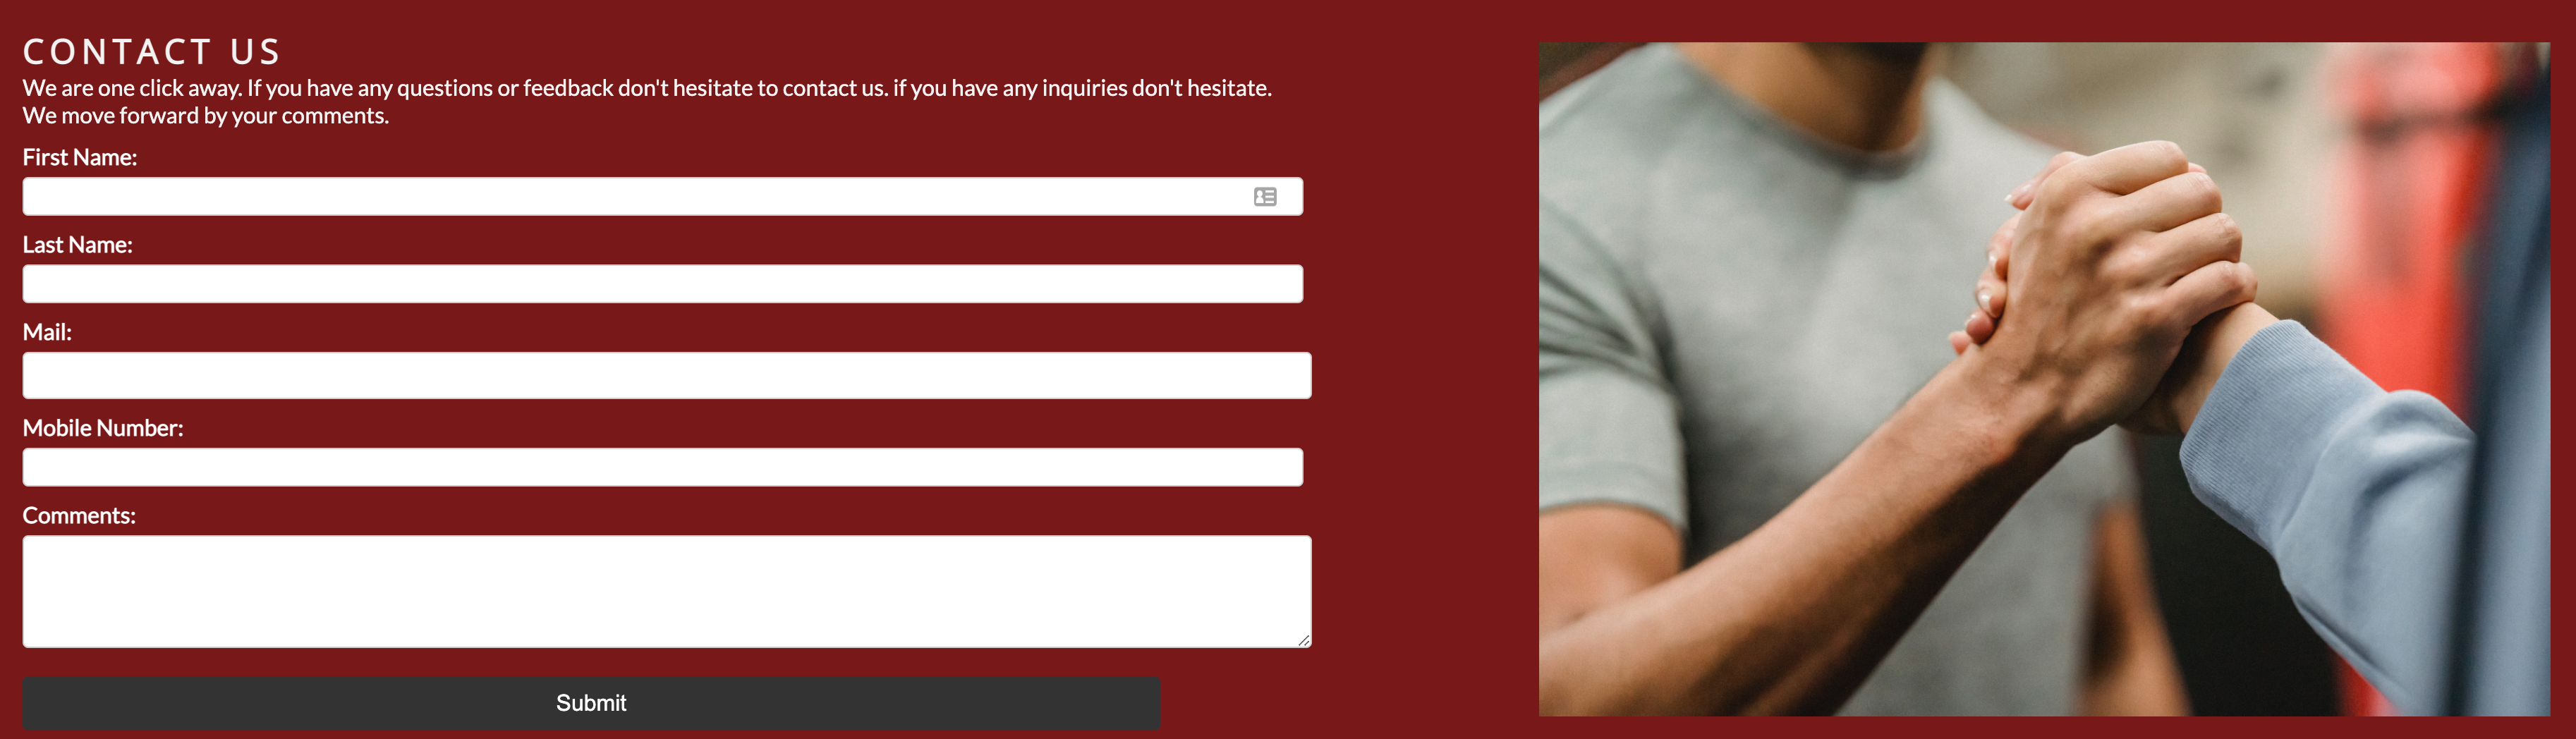 CONTACT US
We are one click away. If you have any questions or feedback don't hesitate to contact us. if you have any inquiries don't hesitate.
We move forward by your comments.
First Name:
Last Name:
Mail:
Mobile Number:
Comments:
Submit